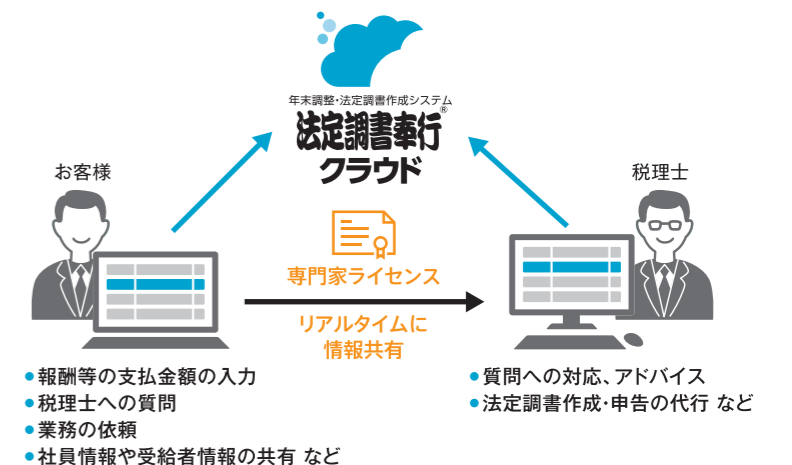 年末調整・法定調書作成システム
法定調書奉行®
クラウド
お客様
税理士
専門家ライセンス
リアルタイムに
情報共有
●報酬等の支払金額の入力
●税理士への質問
●業務の依頼
●社員情報や受給者情報の共有 など
●質問への対応、アドバイス
●法定調書作成・申告の代行 など